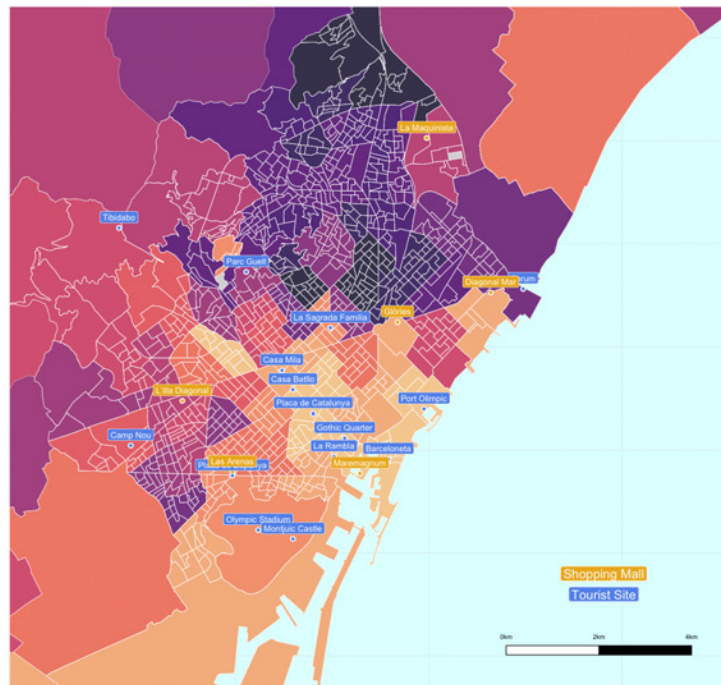 La Maquinista
Tibidabo
Parc Guell
Diagonal Mar
La Sagrada Familia
Glòries
Casa Mila
Casa Batllo
L'illa Diagonal
Placa de Catalunya
Port Olimpic
Gothic Quarter
Camp Nou
La Rambla
Barceloneta
Las Arenas
Maremagnum
Olympic Stadium
Montjuic Castle
Shopping Mall
Tourist Site
0km 2km 4km